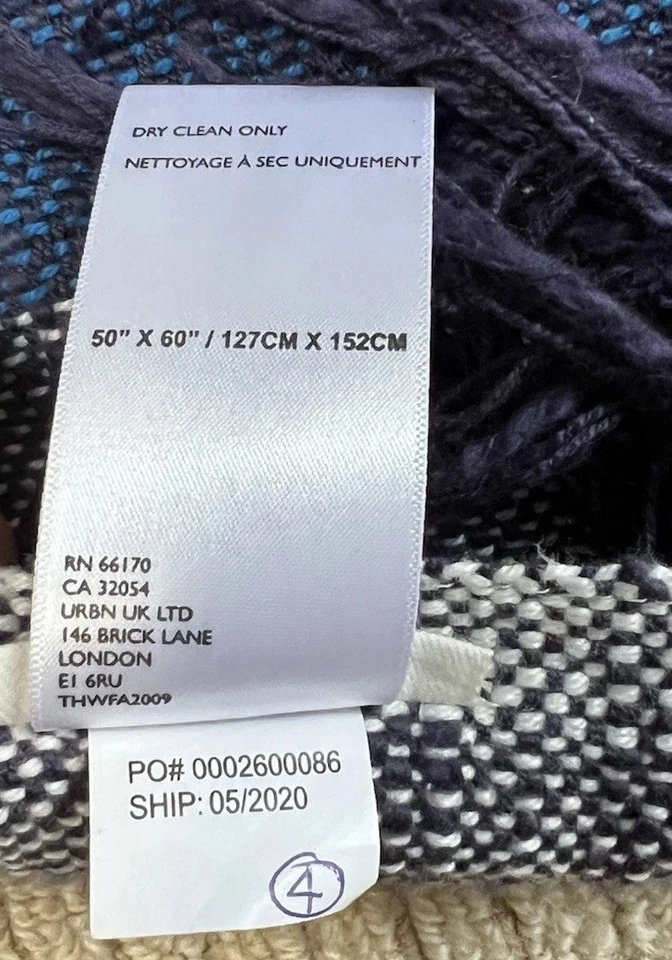 DRY CLEAN ONLY
NETTOYAGE À SEC UNIQUEMENT
50" X 60" / 127CM X 152CM
RN 66170
CA 32054
URBN UK LTD
146 BRICK LANE
LONDON
E1 6RU
THWFA2009
PO# 0002600086
SHIP: 05/2020
4